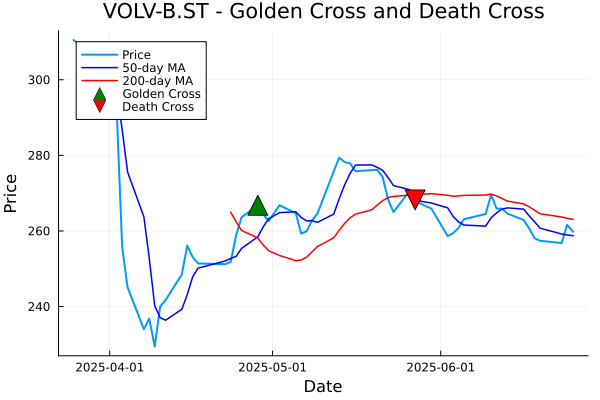 VOLV-B.ST - Golden Cross and Death Cross
Price
50-day MA
200-day MA
Golden Cross
Death Cross
300
280
260
240
Price
2025-04-01
2025-05-01
2025-06-01
Date